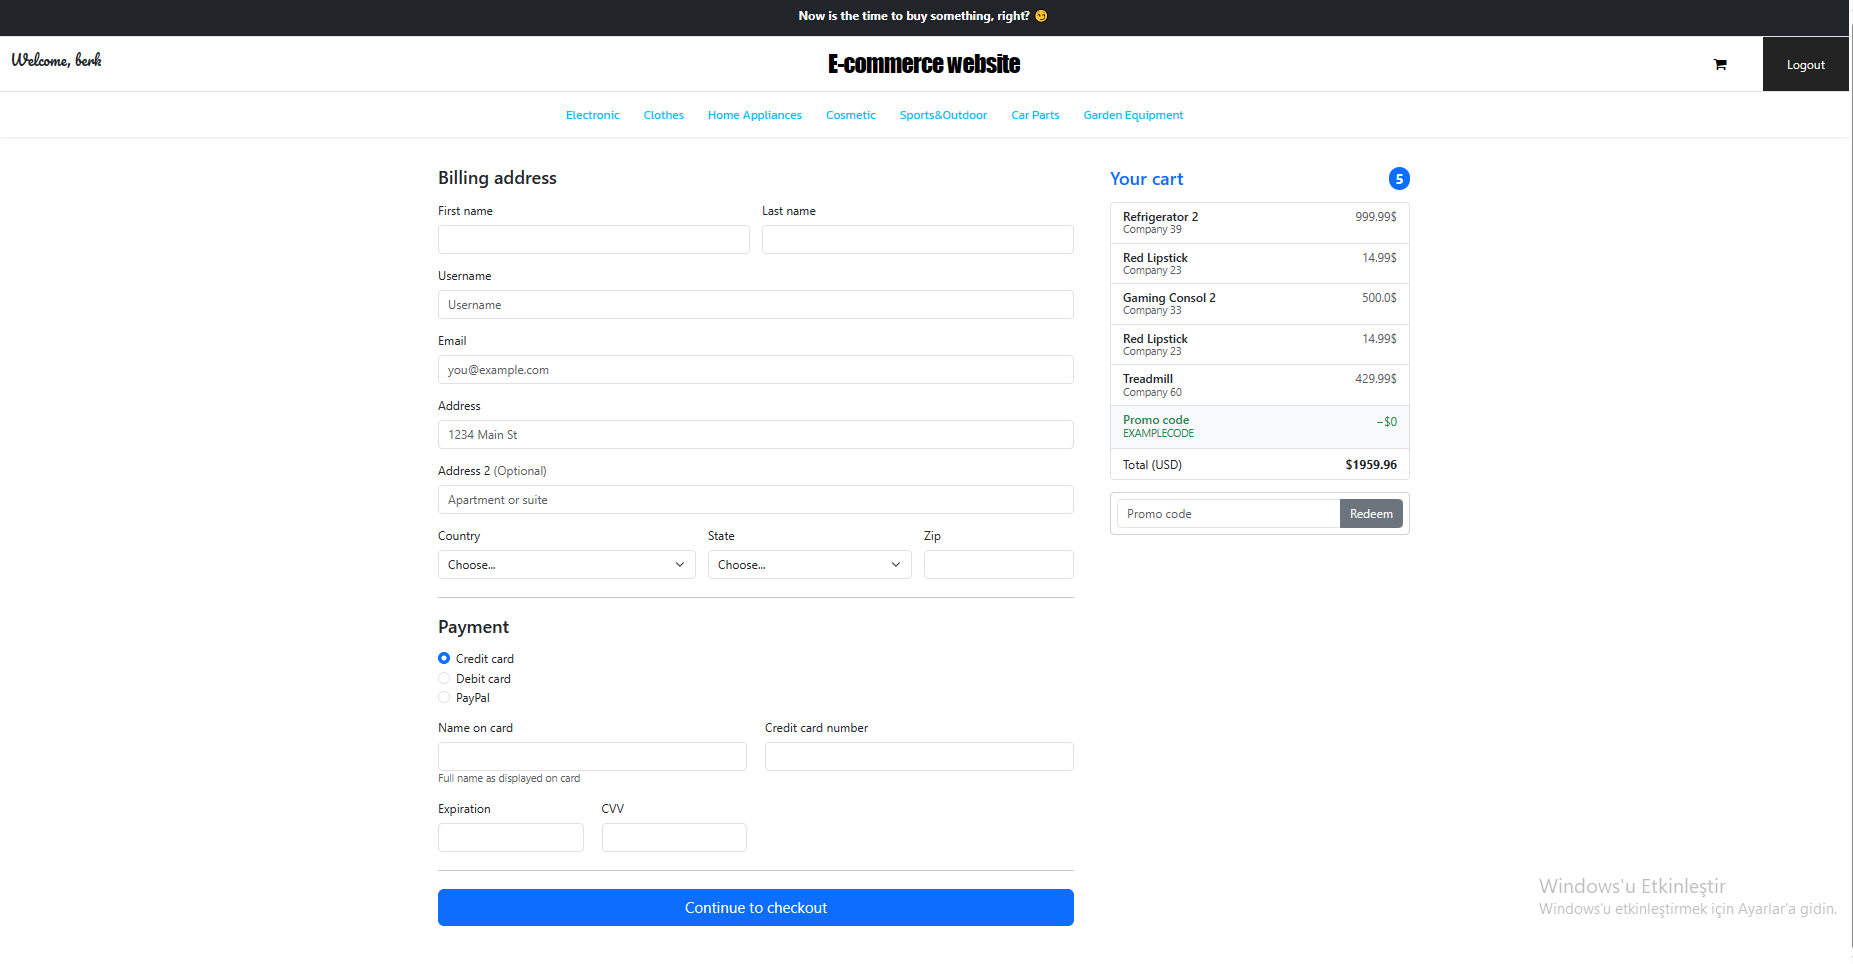 Now is the time to buy something, right? 😏
Welcome, berk
E-commerce website
Logout
Electronic Clothes Home Appliances Cosmetic Sports&Outdoor Car Parts Garden Equipment
Billing address
First name Last name
Username
Username
Email
you@example.com
Address
1234 Main St
Address 2 (Optional)
Apartment or suite
Country State Zip
Choose... Choose...
Payment
Credit card
Debit card
PayPal
Name on card Credit card number
Full name as displayed on card
Expiration CVV
Continue to checkout
Your cart 5
Refrigerator 2 999.99$
Company 39
Red Lipstick 14.99$
Company 23
Gaming Consol 2 500.0$
Company 33
Red Lipstick 14.99$
Company 23
Treadmill 429.99$
Company 60
Promo code −$0
EXAMPLECODE
Total (USD) $1959.96
Promo code Redeem
Windows'u Etkinleştir
Windows'u etkinleştirmek için Ayarlar'a gidin.